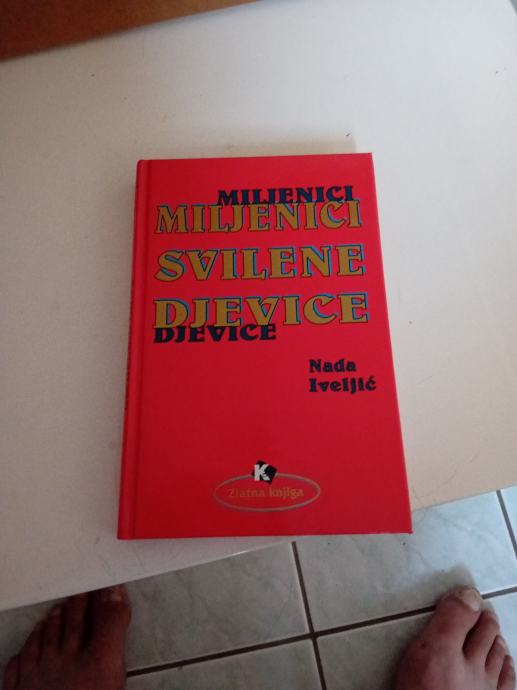 MILJENICI
MILJENICI
SVILENE
DJEVICE
DJEVICE
Nada
Iveljić
K
Zlatna knjiga